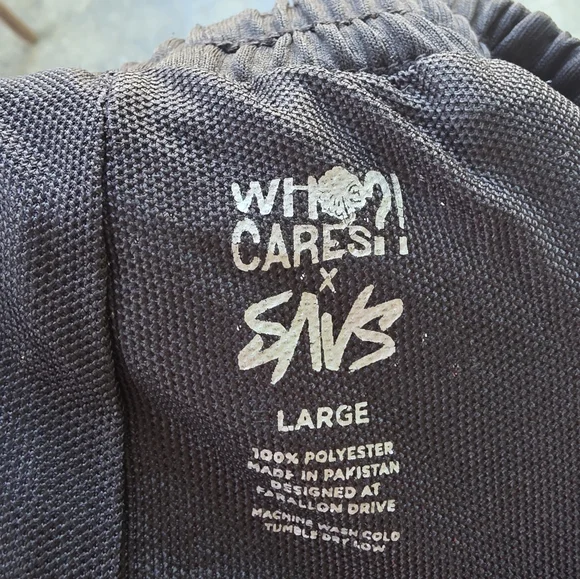 WHO?!
CARES!!
X
SAVS
LARGE
100% POLYESTER
MADE IN PAKISTAN
DESIGNED AT
FARALLON DRIVE
MACHINE WASH COLD
TUMBLE DRY LOW